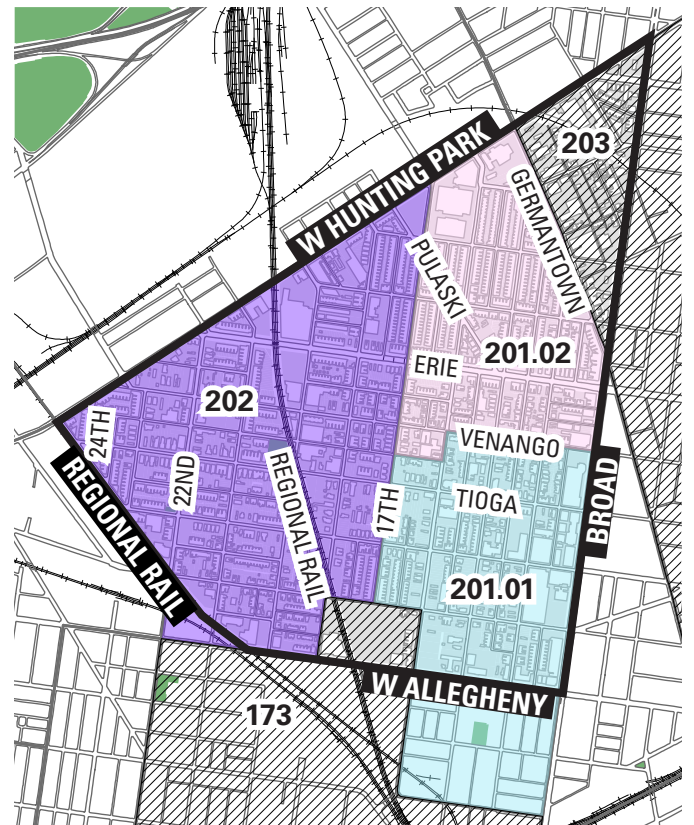 203
W HUNTING PARK
GERMANTOWN
PULASKI
201.02
ERIE
202
24TH
VENANGO
22ND
REGIONAL RAIL
TIOGA
17TH
BROAD
REGIONAL RAIL
201.01
W ALLEGHENY
173